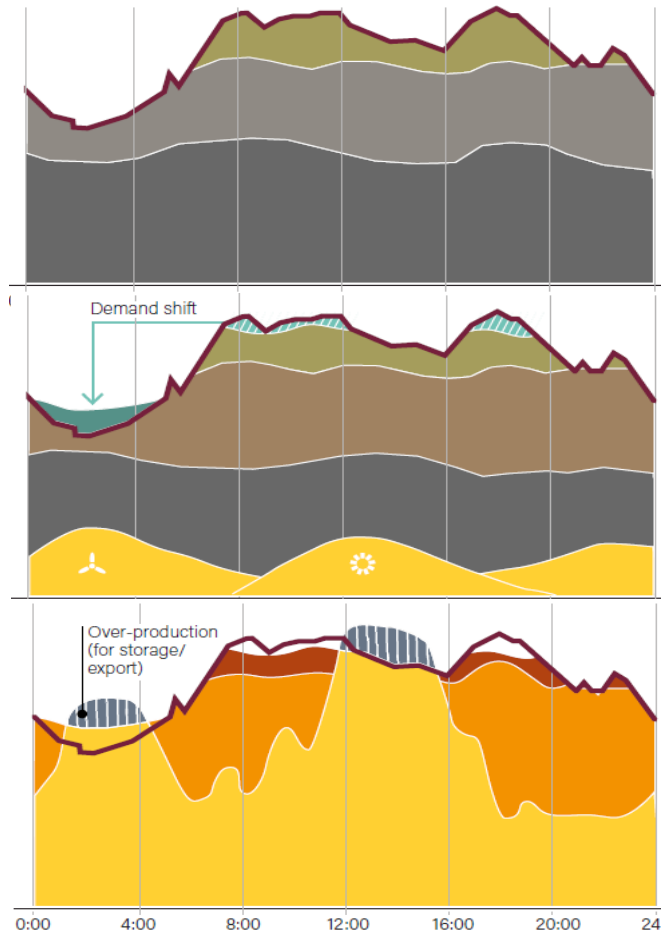 Demand shift
Over-production
(for storage/
export)
0:00 4:00 8:00 12:00 16:00 20:00 24